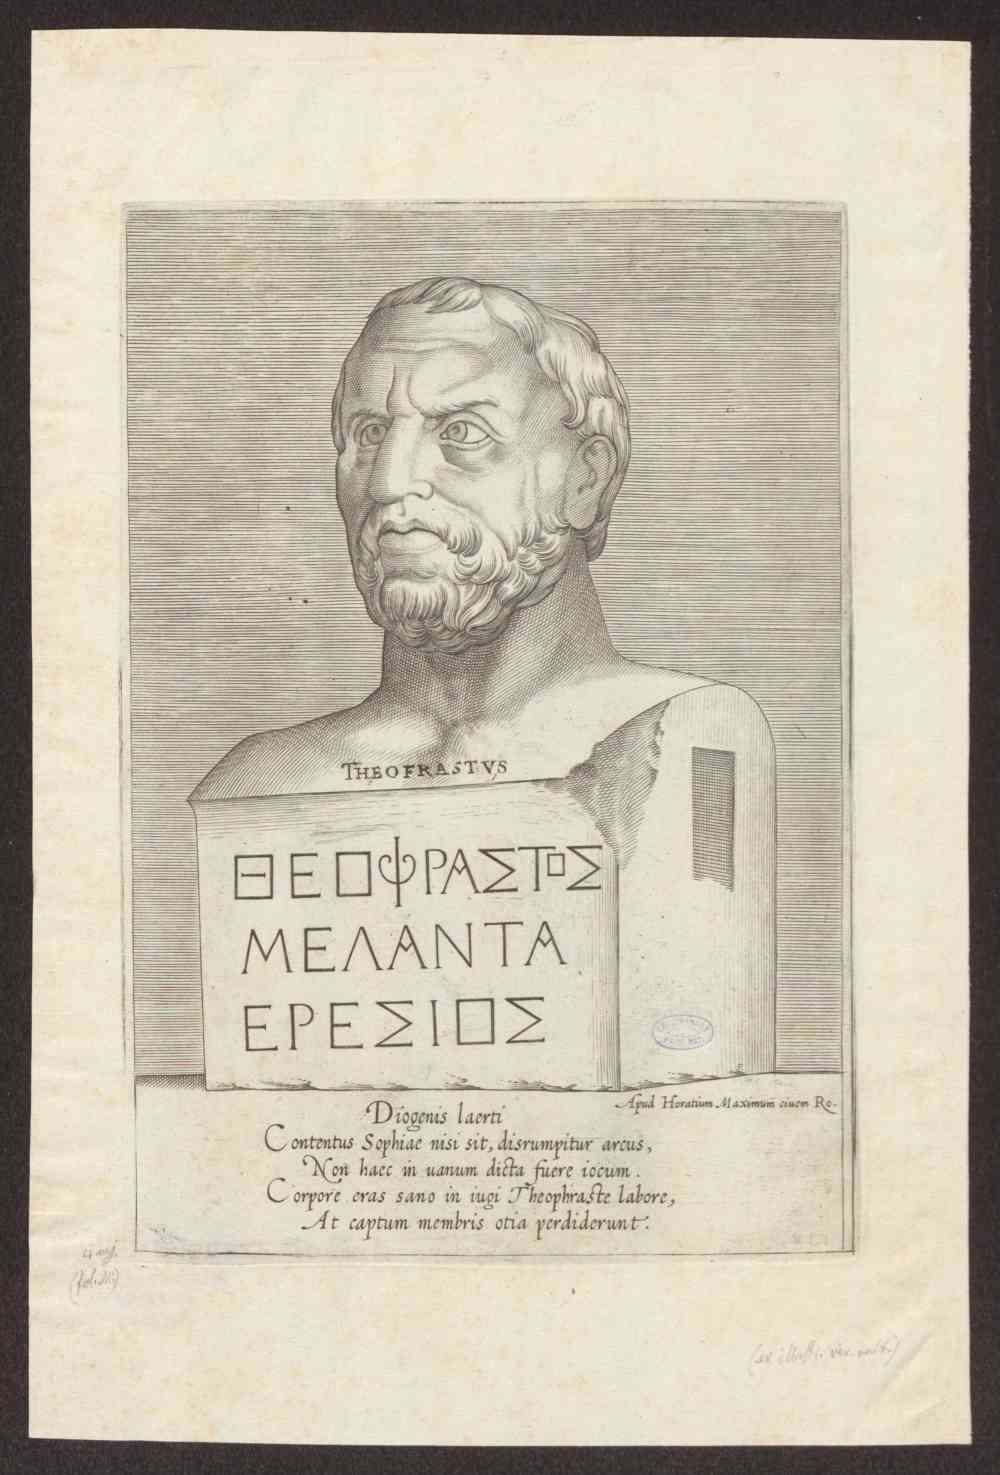 THEOFRASTVS
ΘΕΟΨΡΑΣΤΟΣ
ΜΕΛΑΝΤΑ
ΕΡΕΣΙΟΣ
Apud Horatium Maximum ciuem Ro.
Diogenis laerti
Contentus Sophiae nisi sit, disrumpitur arcus,
Non haec in uanum dicta fuere iocum.
Corpore eras sano in iugi Theophraste labore,
At captum membris otia perdiderunt.